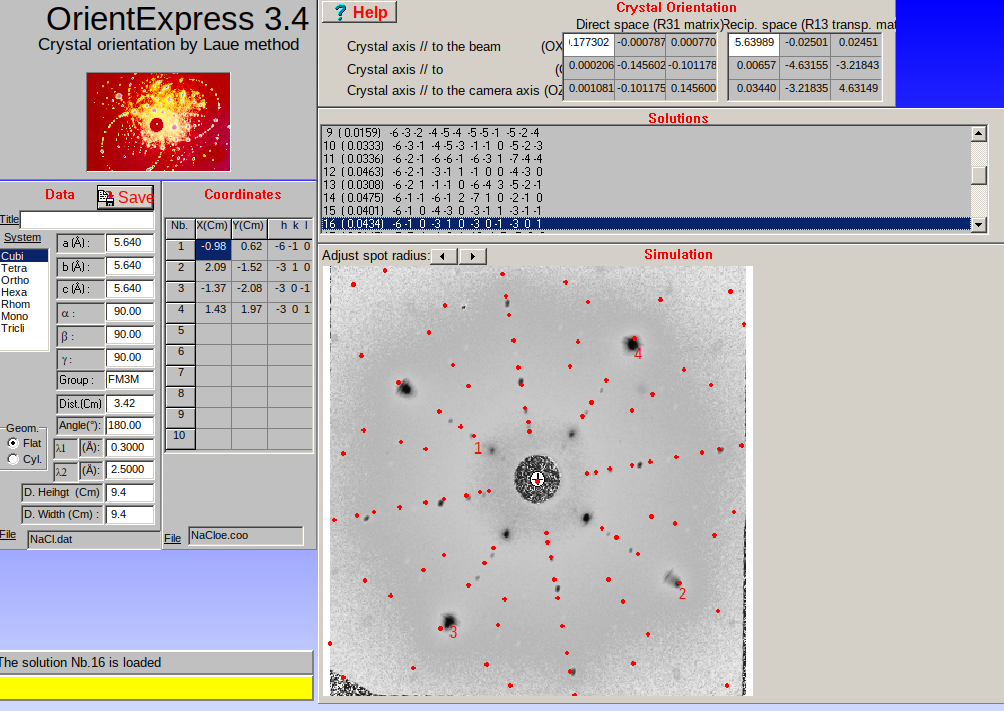 OrientExpress 3.4
Crystal orientation by Laue method
? Help
Crystal Orientation
Direct space (R31 matrix) Recip. space (R13 transp. mat
Crystal axis // to the beam (OX
Crystal axis // to
Crystal axis // to the camera axis (OZ
.177302 -0.000787 0.000770 5.63989 -0.02501 0.02451
0.000206 -0.145602 -0.101178 0.00657 -4.63155 -3.21843
0.001081 -0.101175 0.145600 0.03440 -3.21835 4.63149
Solutions
9 ( 0.0159) -6 -3 -2 -4 -5 -4 -5 -5 -1 -5 -2 -4
10 ( 0.0333) -6 -3 -1 -4 -5 -3 -1 -1 0 -5 -2 -3
11 ( 0.0336) -6 -2 -1 -6 6 -1 -6 -3 1 -7 -4 -4
12 ( 0.0463) -6 -2 1 -3 1 1 -1 0 0 -4 -3 0
13 ( 0.0308) -6 -2 1 -1 -1 0 -6 -4 3 -5 -2 -1
14 ( 0.0475) -6 -1 -1 -6 -1 2 -7 1 0 -2 -1 0
15 ( 0.0401) -6 -1 0 -4 -3 0 -3 -1 1 -3 -1 -1
16 ( 0.0434) -6 -1 0 -3 1 0 -3 0 -1 -3 0 1
Data
Save
Title
System
Cubi
Tetra
Ortho
Hexa
Rhom
Mono
Tricli
a (Å) : 5.640
b (Å) : 5.640
c (Å) : 5.640
α : 90.00
β : 90.00
γ : 90.00
Group : FM3M
Dist.(Cm) 3.42
Angle(°): 180.00
Geom.
Flat
Cyl.
λ1 (Å): 0.3000
λ2 (Å): 2.5000
D. Heihgt (Cm) 9.4
D. Width (Cm) : 9.4
File NaCl.dat
Coordinates
Nb. X(Cm) Y(Cm) h k l
1 -0.98 0.62 -6 -1 0
2 2.09 -1.52 -3 1 0
3 -1.37 -2.08 -3 0 -1
4 1.43 1.97 -3 0 1
5
6
7
8
9
10
File NaCloe.coo
Adjust spot radius:
Simulation
4
1
2
3
The solution Nb.16 is loaded